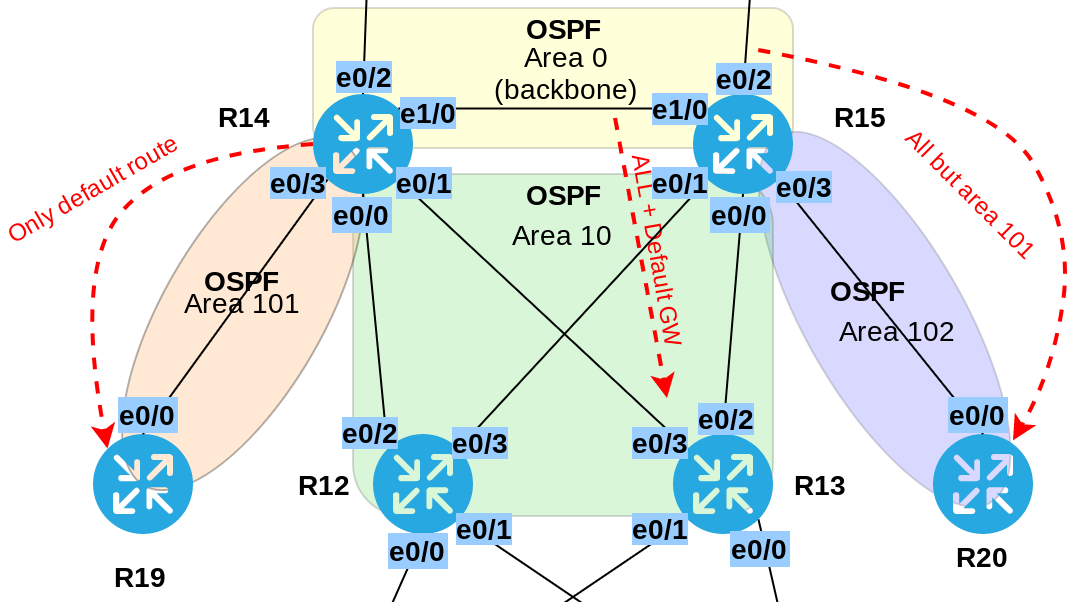 OSPF
Area 0
(backbone)
e0/2
e0/2
R14
e1/0
e1/0
R15
Only default route
All but area 101
e0/3
e0/1
OSPF
ALL + Default GW
e0/1
e0/3
e0/0
e0/0
Area 10
OSPF
Area 101
OSPF
Area 102
e0/0
e0/2
e0/3
e0/3
e0/2
e0/0
R12
R13
e0/1
e0/1
e0/0
e0/0
R19
R20